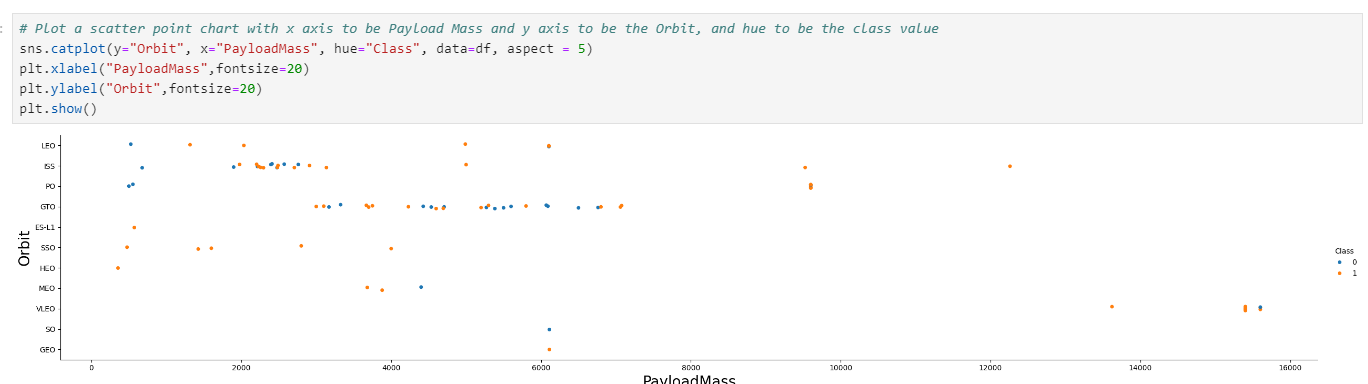 # Plot a scatter point chart with x axis to be Payload Mass and y axis to be the Orbit, and hue to be the class value
sns.catplot(y="Orbit", x="PayloadMass", hue="Class", data=df, aspect = 5)
plt.xlabel("PayloadMass",fontsize=20)
plt.ylabel("Orbit",fontsize=20)
plt.show()
LEO
ISS
PO
GTO
ES-L1
SSO
HEO
MEO
VLEO
SO
GEO
Orbit
Class
0
1
0 2000 4000 6000 8000 10000 12000 14000 16000
PayloadMass